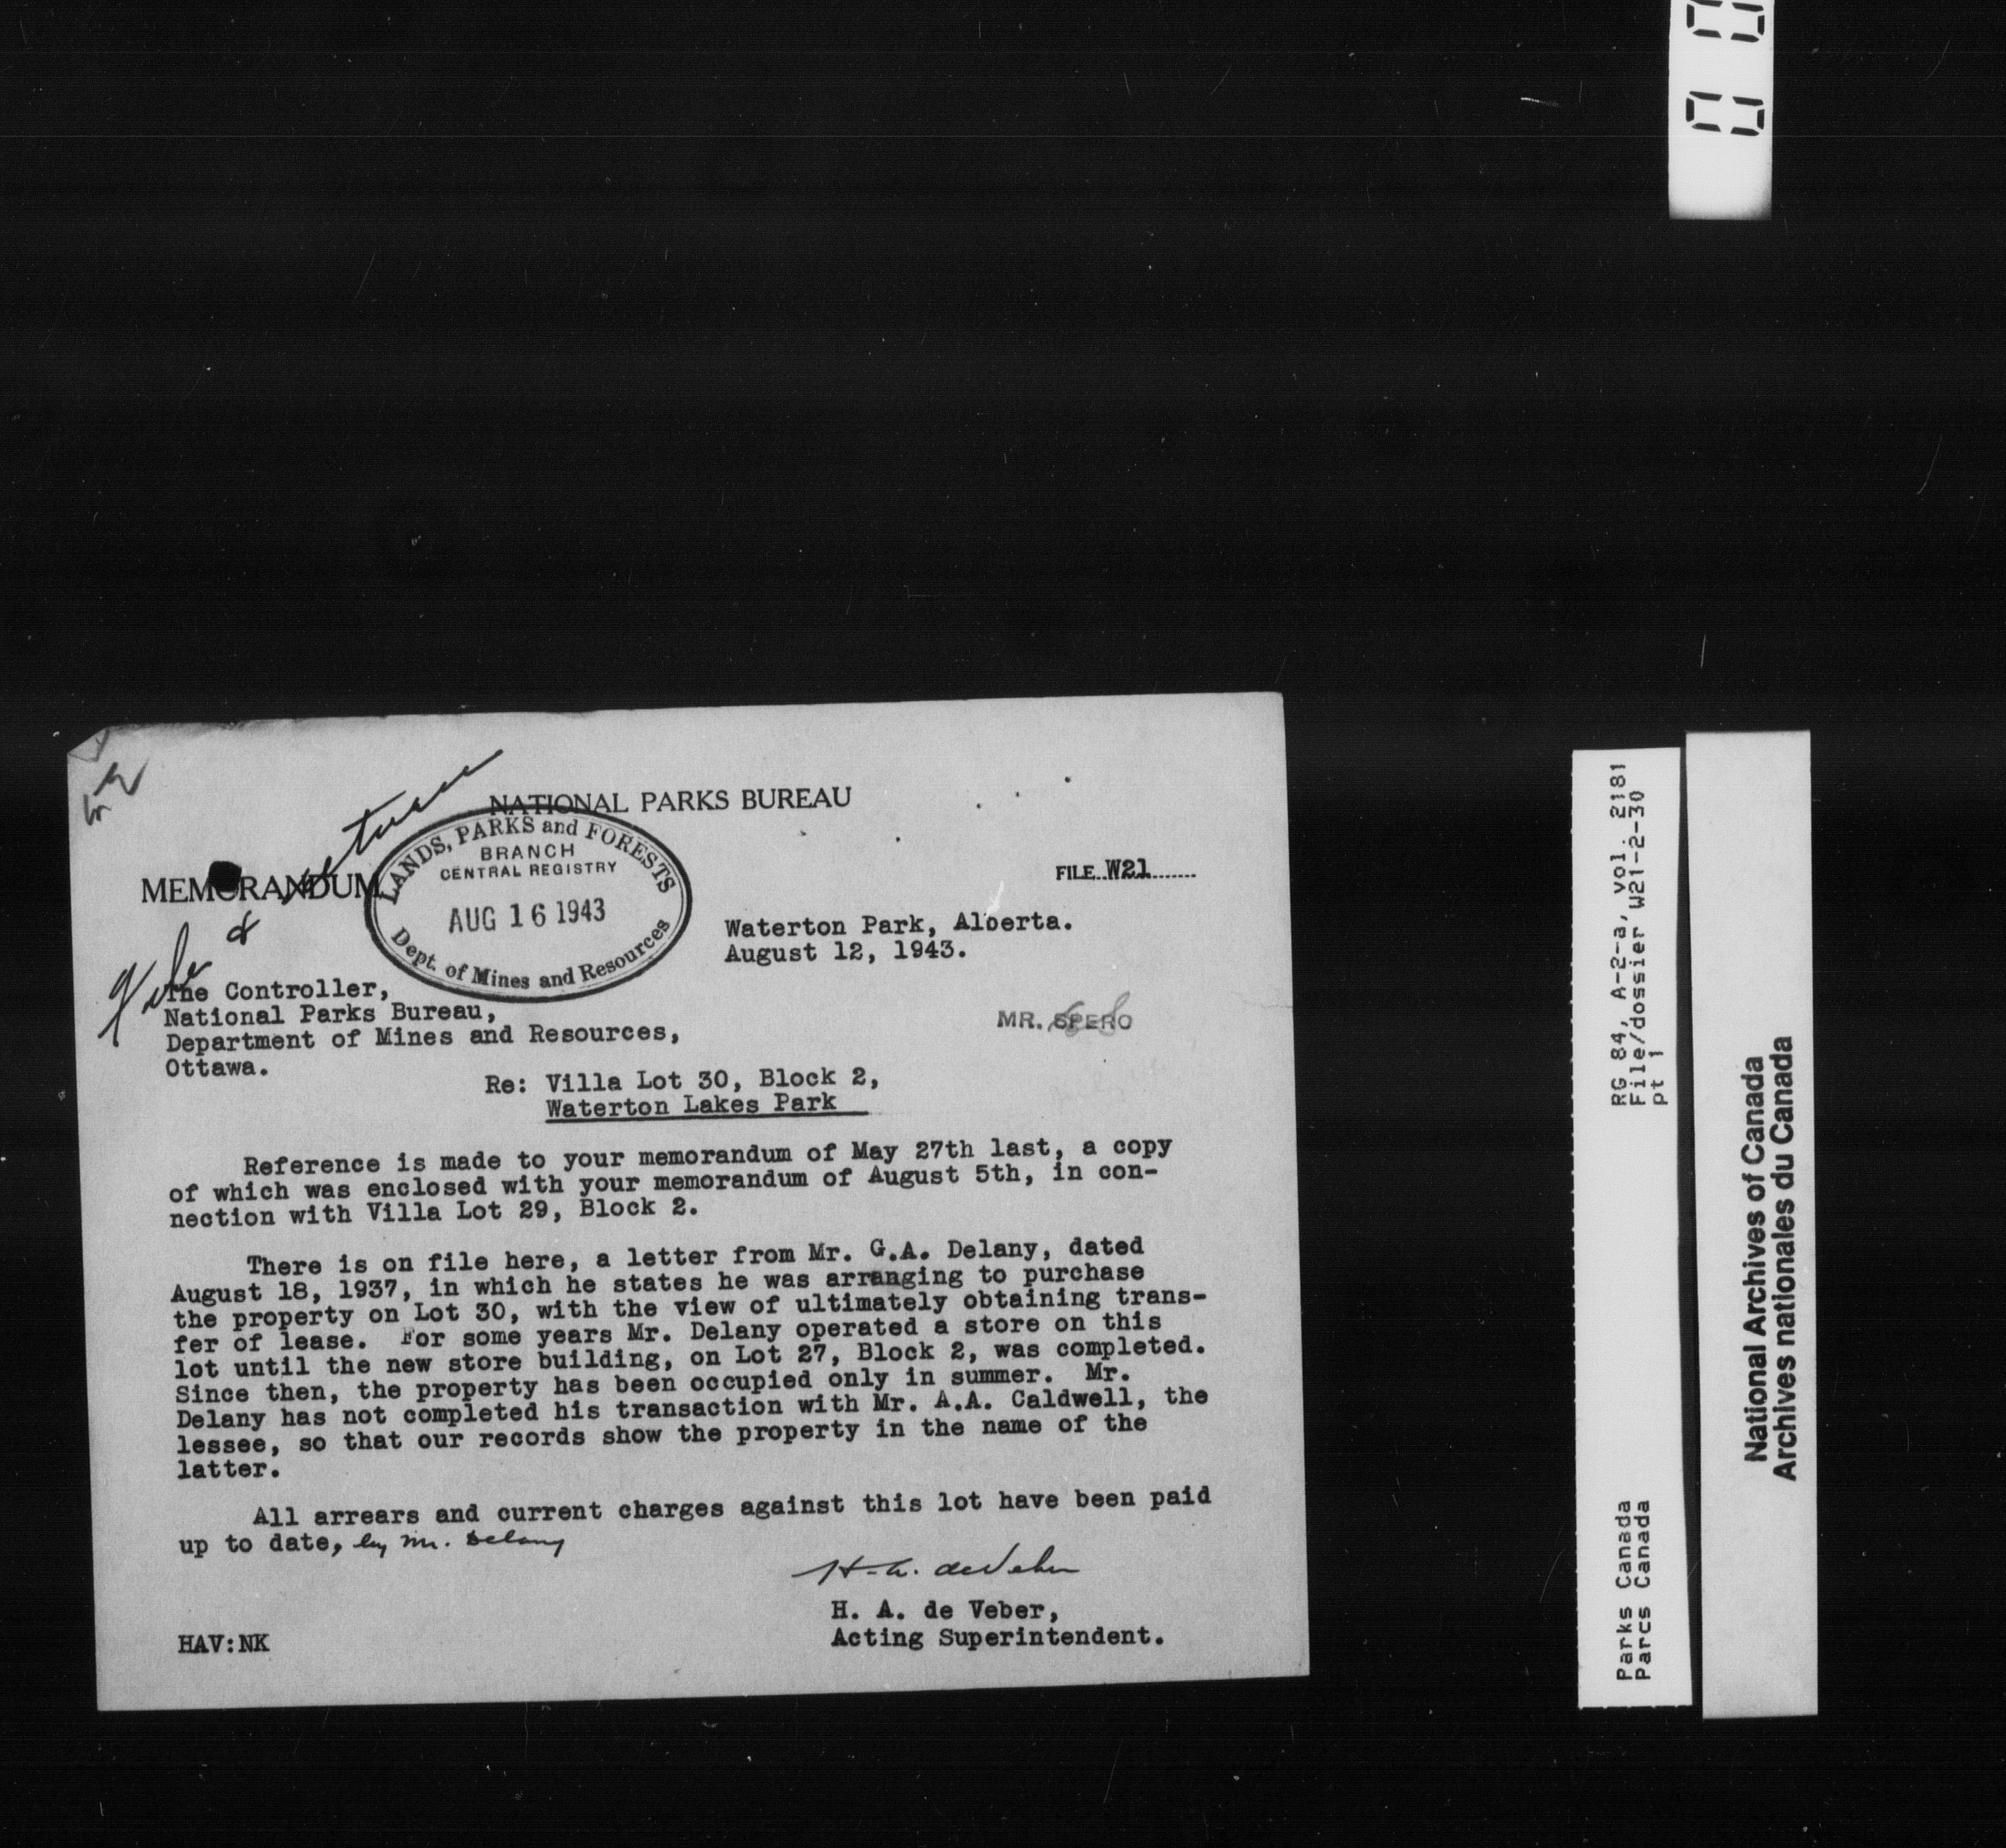 NATIONAL PARKS BUREAU
MEMORANDUM
return
LANDS, PARKS and FORESTS
BRANCH
CENTRAL REGISTRY
AUG 16 1943
Dept. of Mines and Resources
FILE W21
Waterton Park, Alberta.
August 12, 1943.
&
File
The Controller,
National Parks Bureau,
Department of Mines and Resources,
Ottawa.
MR. SPERO
Re: Villa Lot 30, Block 2,
Waterton Lakes Park
Reference is made to your memorandum of May 27th last, a copy
of which was enclosed with your memorandum of August 5th, in con-
nection with Villa Lot 29, Block 2.
There is on file here, a letter from Mr. G.A. Delany, dated
August 18, 1937, in which he states he was arranging to purchase
the property on Lot 30, with the view of ultimately obtaining trans-
fer of lease. For some years Mr. Delany operated a store on this
lot until the new store building, on Lot 27, Block 2, was completed.
Since then, the property has been occupied only in summer. Mr.
Delany has not completed his transaction with Mr. A.A. Caldwell, the
lessee, so that our records show the property in the name of the
latter.
All arrears and current charges against this lot have been paid
up to date, by Mr. Delany
H. A. deVeber
H. A. de Veber,
Acting Superintendent.
HAV:NK
RG 84, A-2-a, vol. 2181
File/dossier W21-2-30
pt 1
Parks Canada
Parcs Canada
National Archives of Canada
Archives nationales du Canada